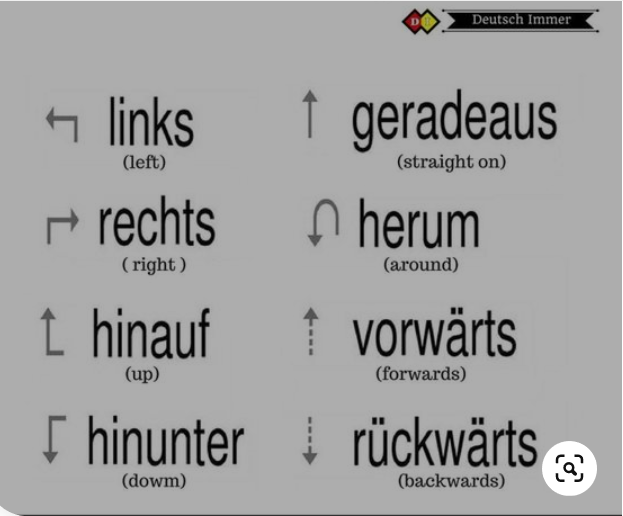 D I Deutsch Immer
links
(left)
geradeaus
(straight on)
rechts
( right )
herum
(around)
hinauf
(up)
vorwärts
(forwards)
hinunter
(dowm)
rückwärts
(backwards)